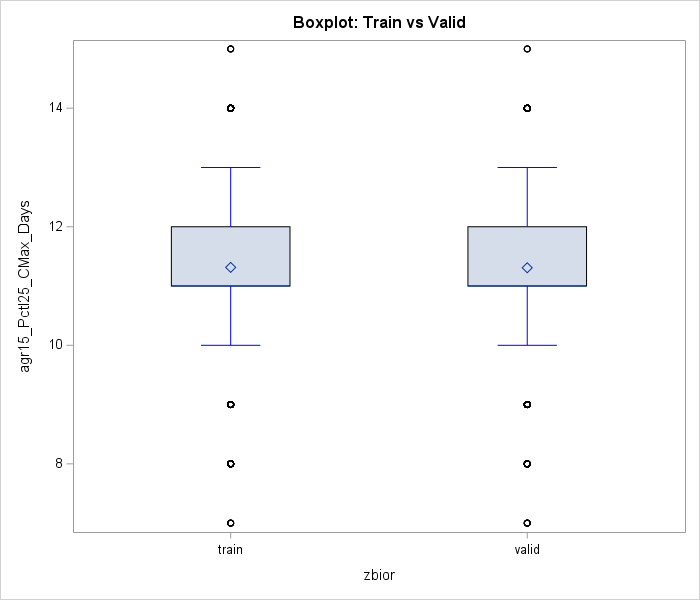 Boxplot: Train vs Valid
agr15_Pctl25_CMax_Days
14
12
10
8
train
valid
zbior